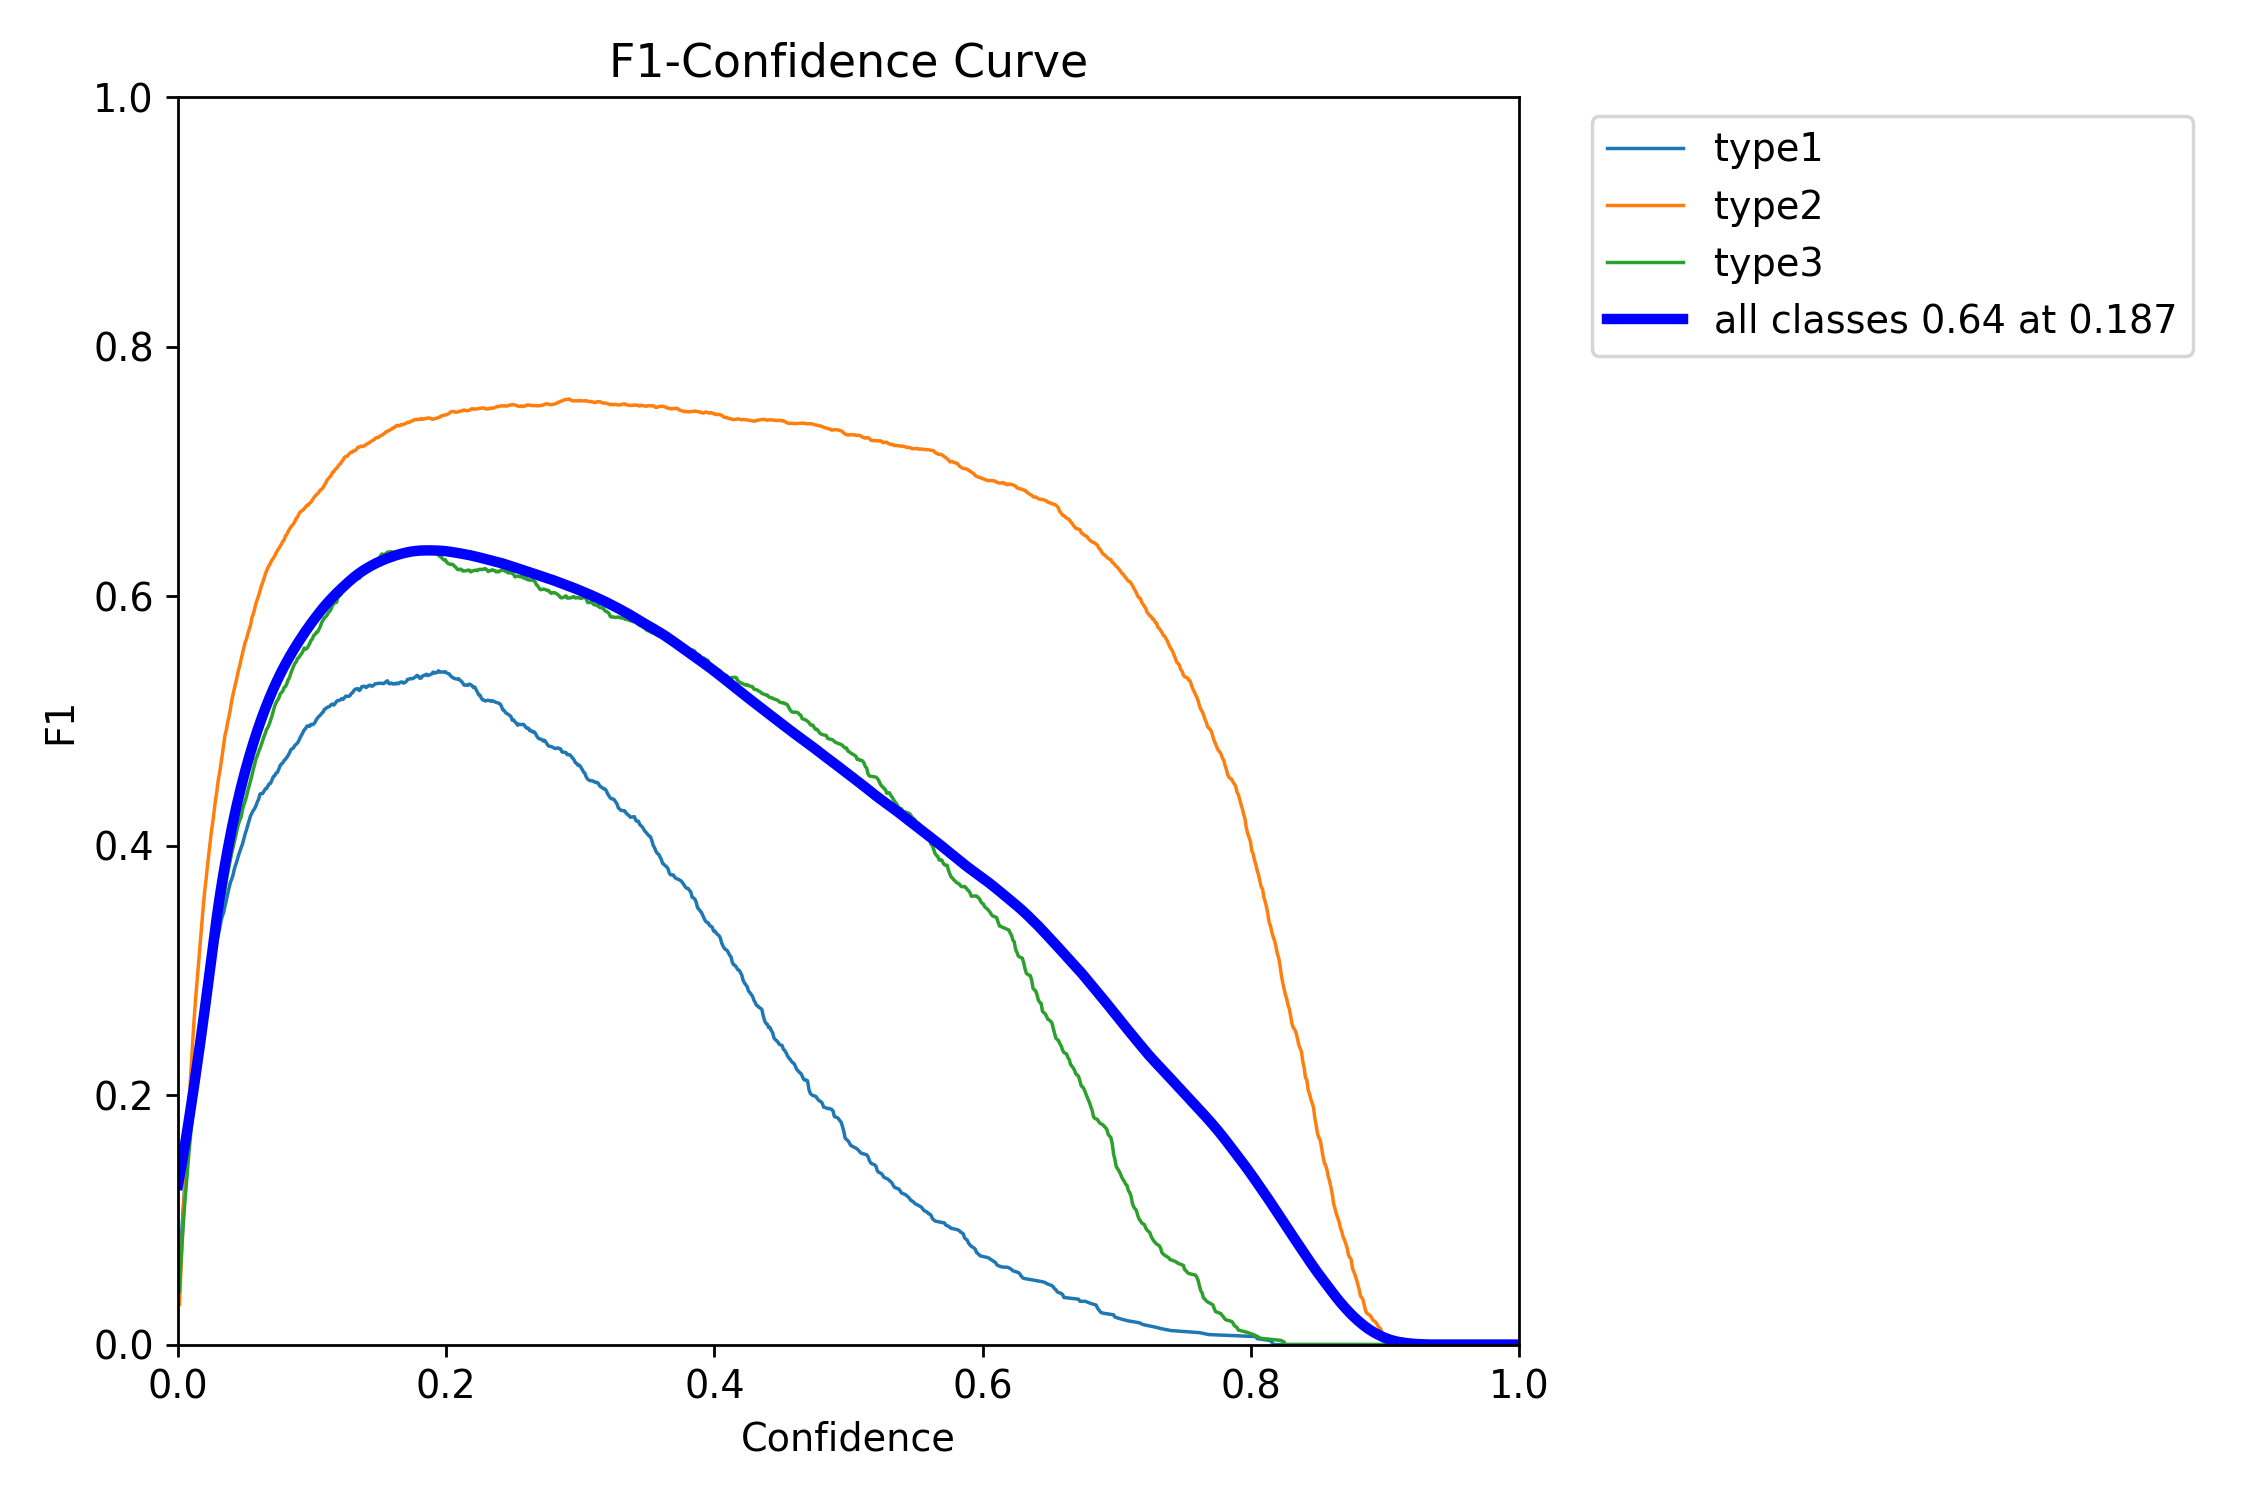 F1-Confidence Curve
1.0
0.8
0.6
0.4
0.2
0.0
F1
0.0 0.2 0.4 0.6 0.8 1.0
Confidence
type1
type2
type3
all classes 0.64 at 0.187